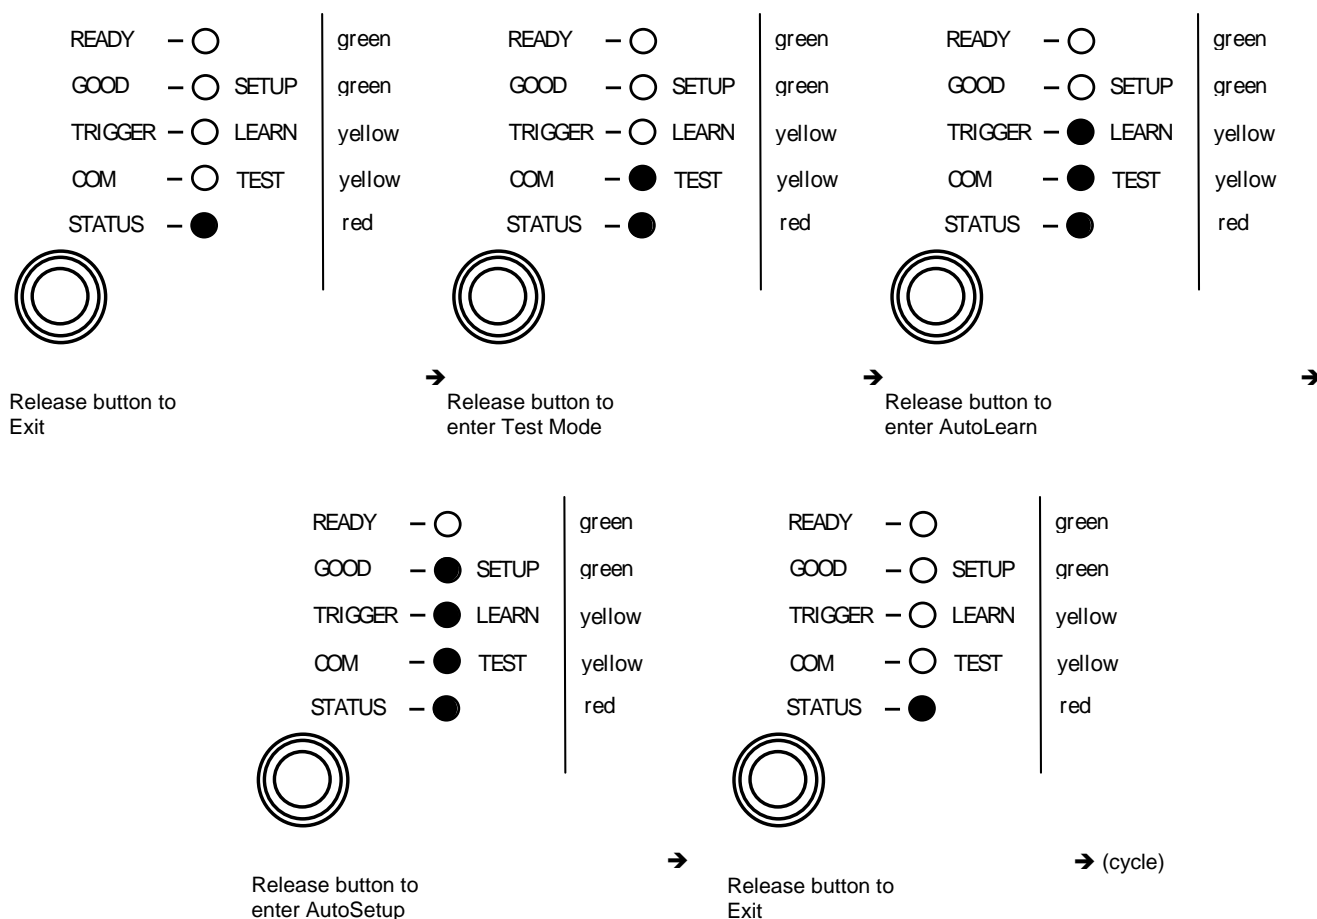 READY green
GOOD SETUP green
TRIGGER LEARN yellow
COM TEST yellow
STATUS red
Release button to
Exit
➔
READY green
GOOD SETUP green
TRIGGER LEARN yellow
COM TEST yellow
STATUS red
Release button to
enter Test Mode
➔
READY green
GOOD SETUP green
TRIGGER LEARN yellow
COM TEST yellow
STATUS red
Release button to
enter AutoLearn
➔
READY green
GOOD SETUP green
TRIGGER LEARN yellow
COM TEST yellow
STATUS red
Release button to
enter AutoSetup
➔
READY green
GOOD SETUP green
TRIGGER LEARN yellow
COM TEST yellow
STATUS red
Release button to
Exit
➔ (cycle)